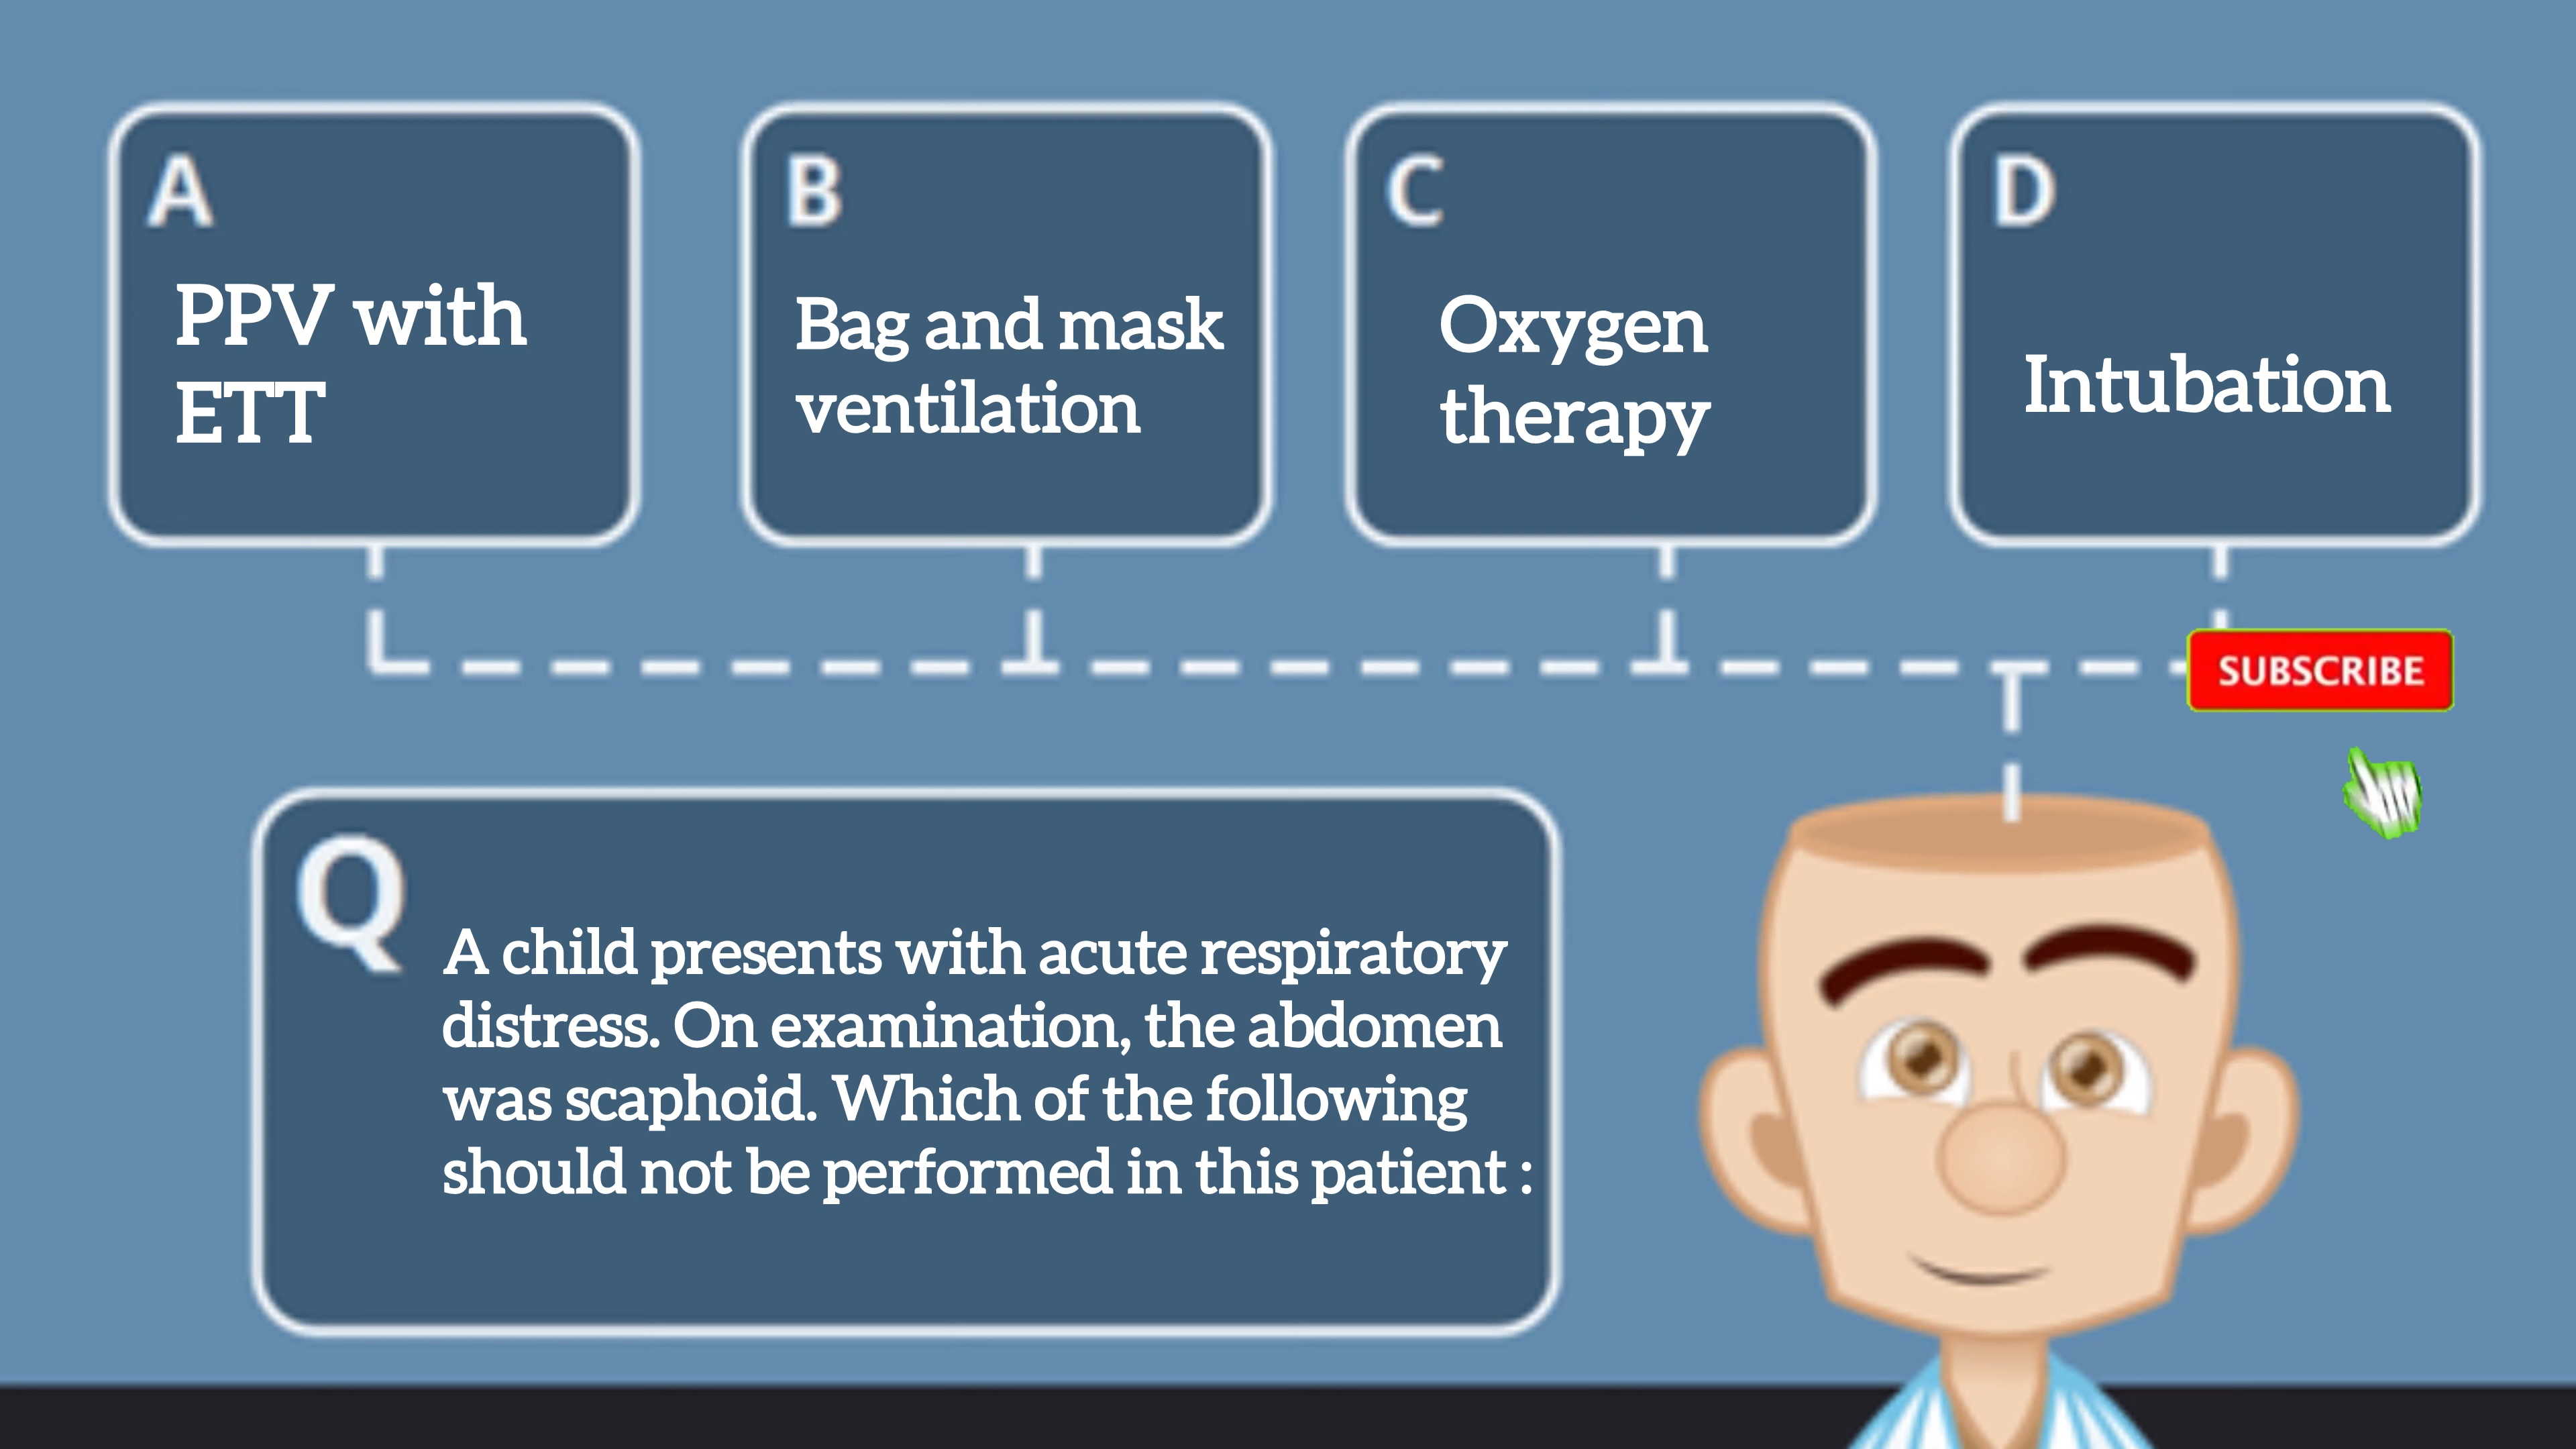 A
PPV with
ETT
B
Bag and mask
ventilation
C
Oxygen
therapy
D
Intubation
SUBSCRIBE
Q
A child presents with acute respiratory
distress. On examination, the abdomen
was scaphoid. Which of the following
should not be performed in this patient :